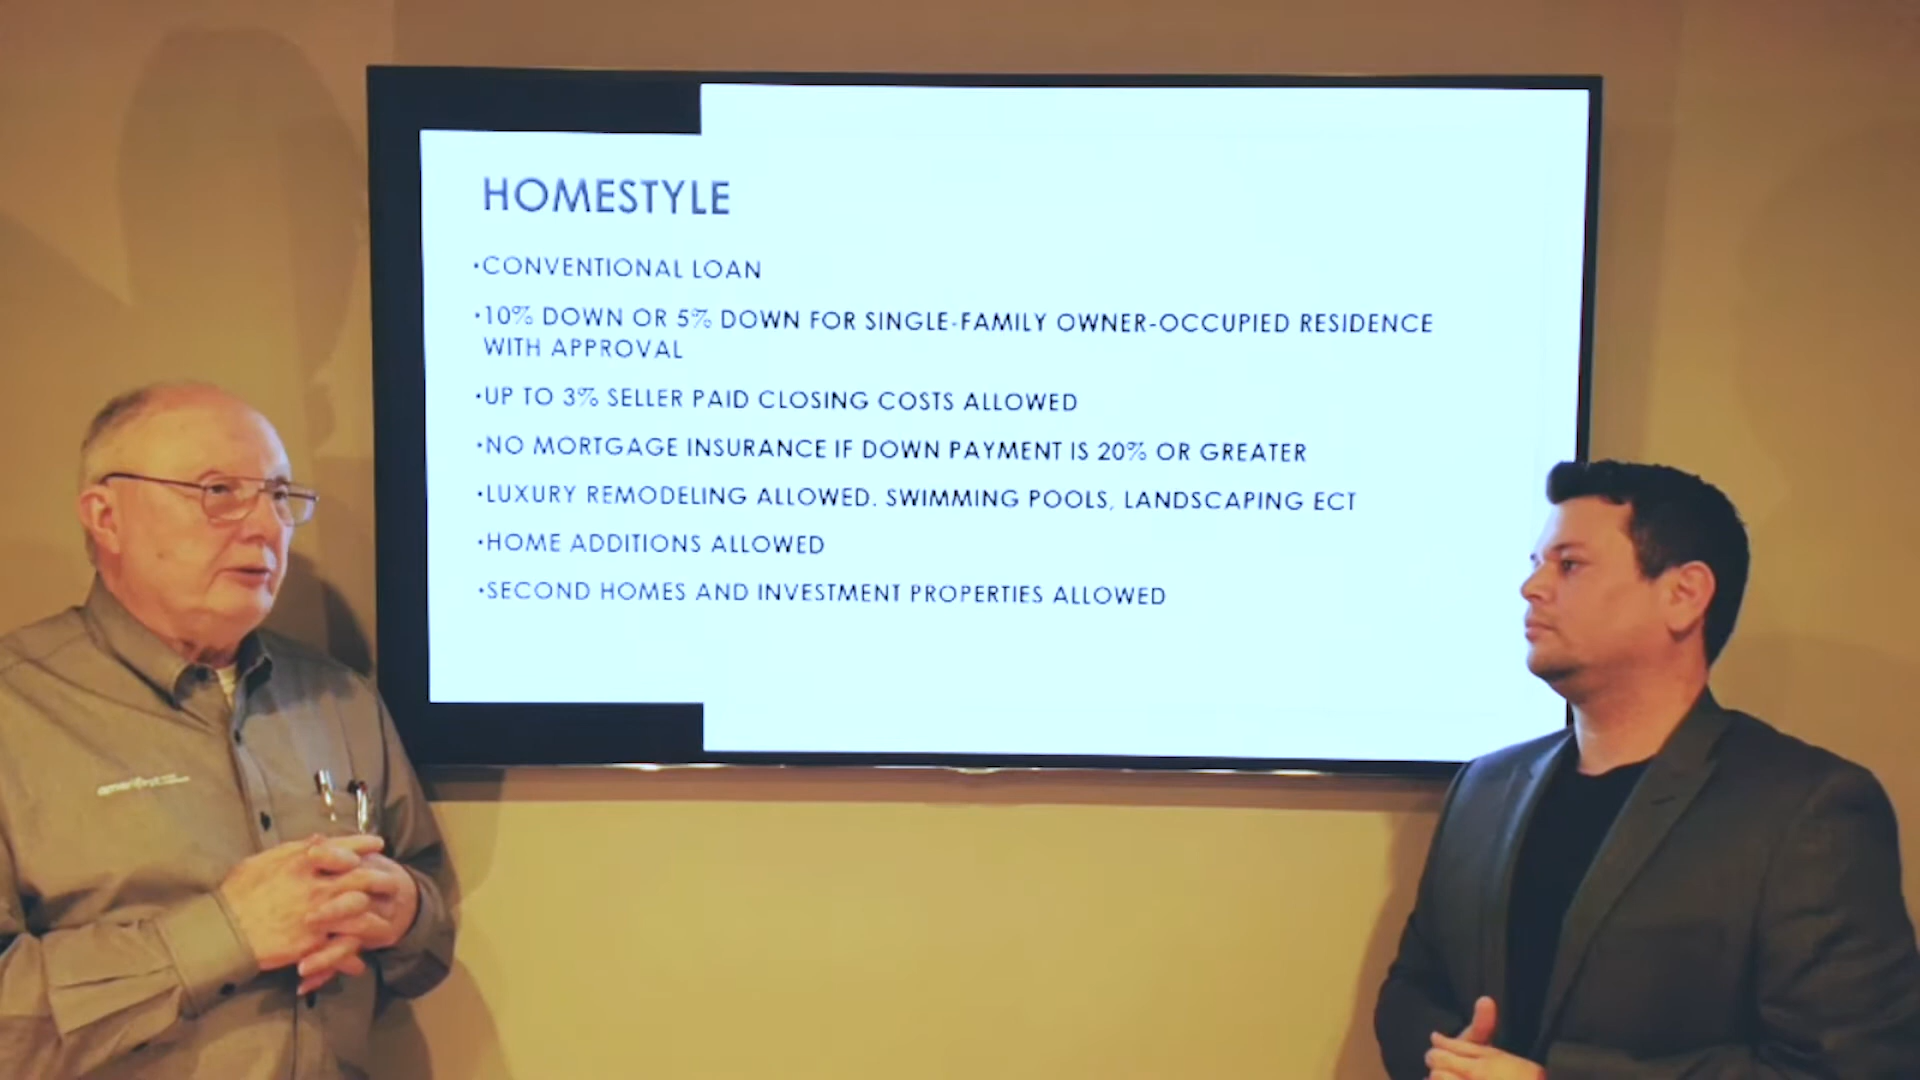 HOMESTYLE
•CONVENTIONAL LOAN
•10% DOWN OR 5% DOWN FOR SINGLE-FAMILY OWNER-OCCUPIED RESIDENCE
WITH APPROVAL
•UP TO 3% SELLER PAID CLOSING COSTS ALLOWED
•NO MORTGAGE INSURANCE IF DOWN PAYMENT IS 20% OR GREATER
•LUXURY REMODELING ALLOWED. SWIMMING POOLS, LANDSCAPING ECT
•HOME ADDITIONS ALLOWED
•SECOND HOMES AND INVESTMENT PROPERTIES ALLOWED
amerifirst